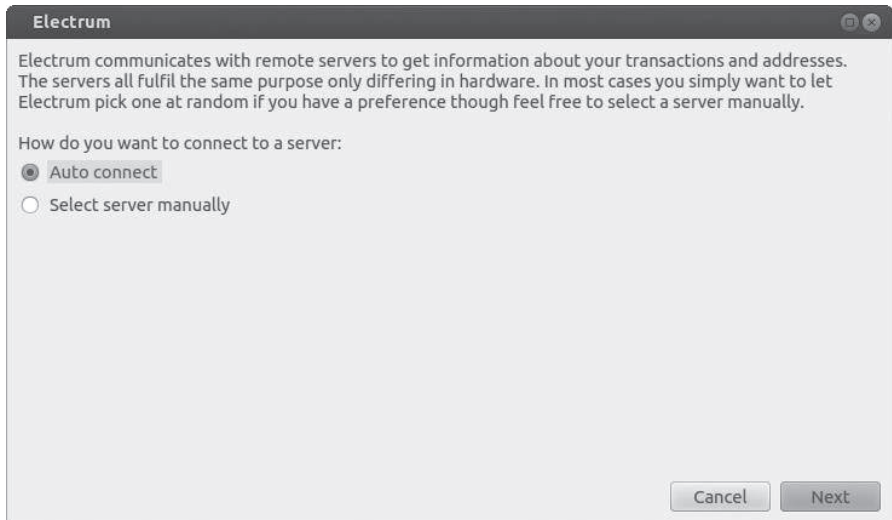 Electrum
Electrum communicates with remote servers to get information about your transactions and addresses.
The servers all fulfil the same purpose only differing in hardware. In most cases you simply want to let
Electrum pick one at random if you have a preference though feel free to select a server manually.
How do you want to connect to a server:
Auto connect
Select server manually
Cancel
Next